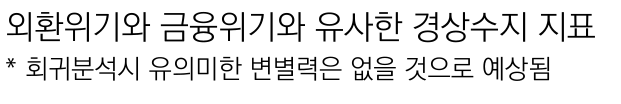 외환위기와 금융위기와 유사한 경상수지 지표
* 회귀분석시 유의미한 변별력은 없을 것으로 예상됨